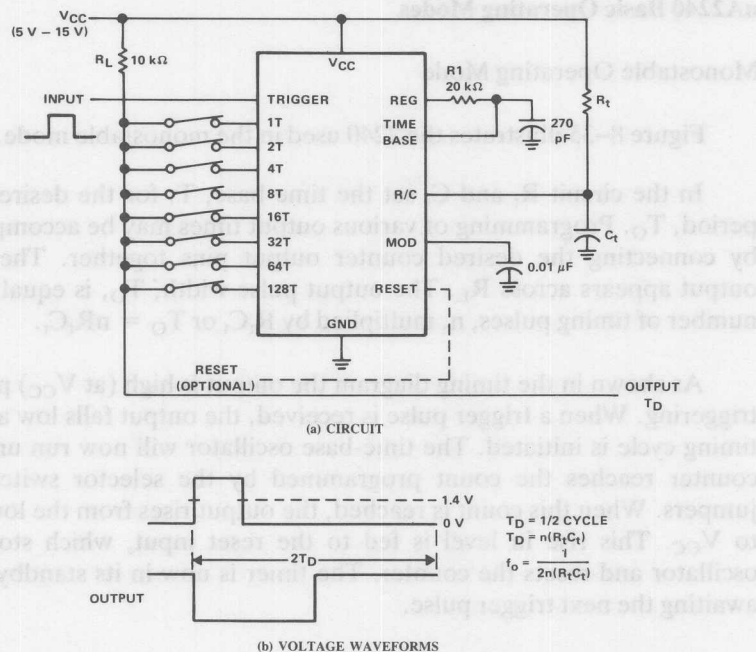 VCC
(5 V – 15 V)
RL
10 kΩ
INPUT
VCC
TRIGGER
REG
R1
20 kΩ
TIME
BASE
270
pF
Rt
1T
2T
4T
8T
R/C
16T
32T
MOD
Ct
64T
0.01 µF
128T
RESET
GND
RESET
(OPTIONAL)
OUTPUT
TD
(a) CIRCUIT
1.4 V
0 V
TD = 1/2 CYCLE
TD = n(RtCt)
2TD
fo = 1
2n(RtCt)
OUTPUT
(b) VOLTAGE WAVEFORMS